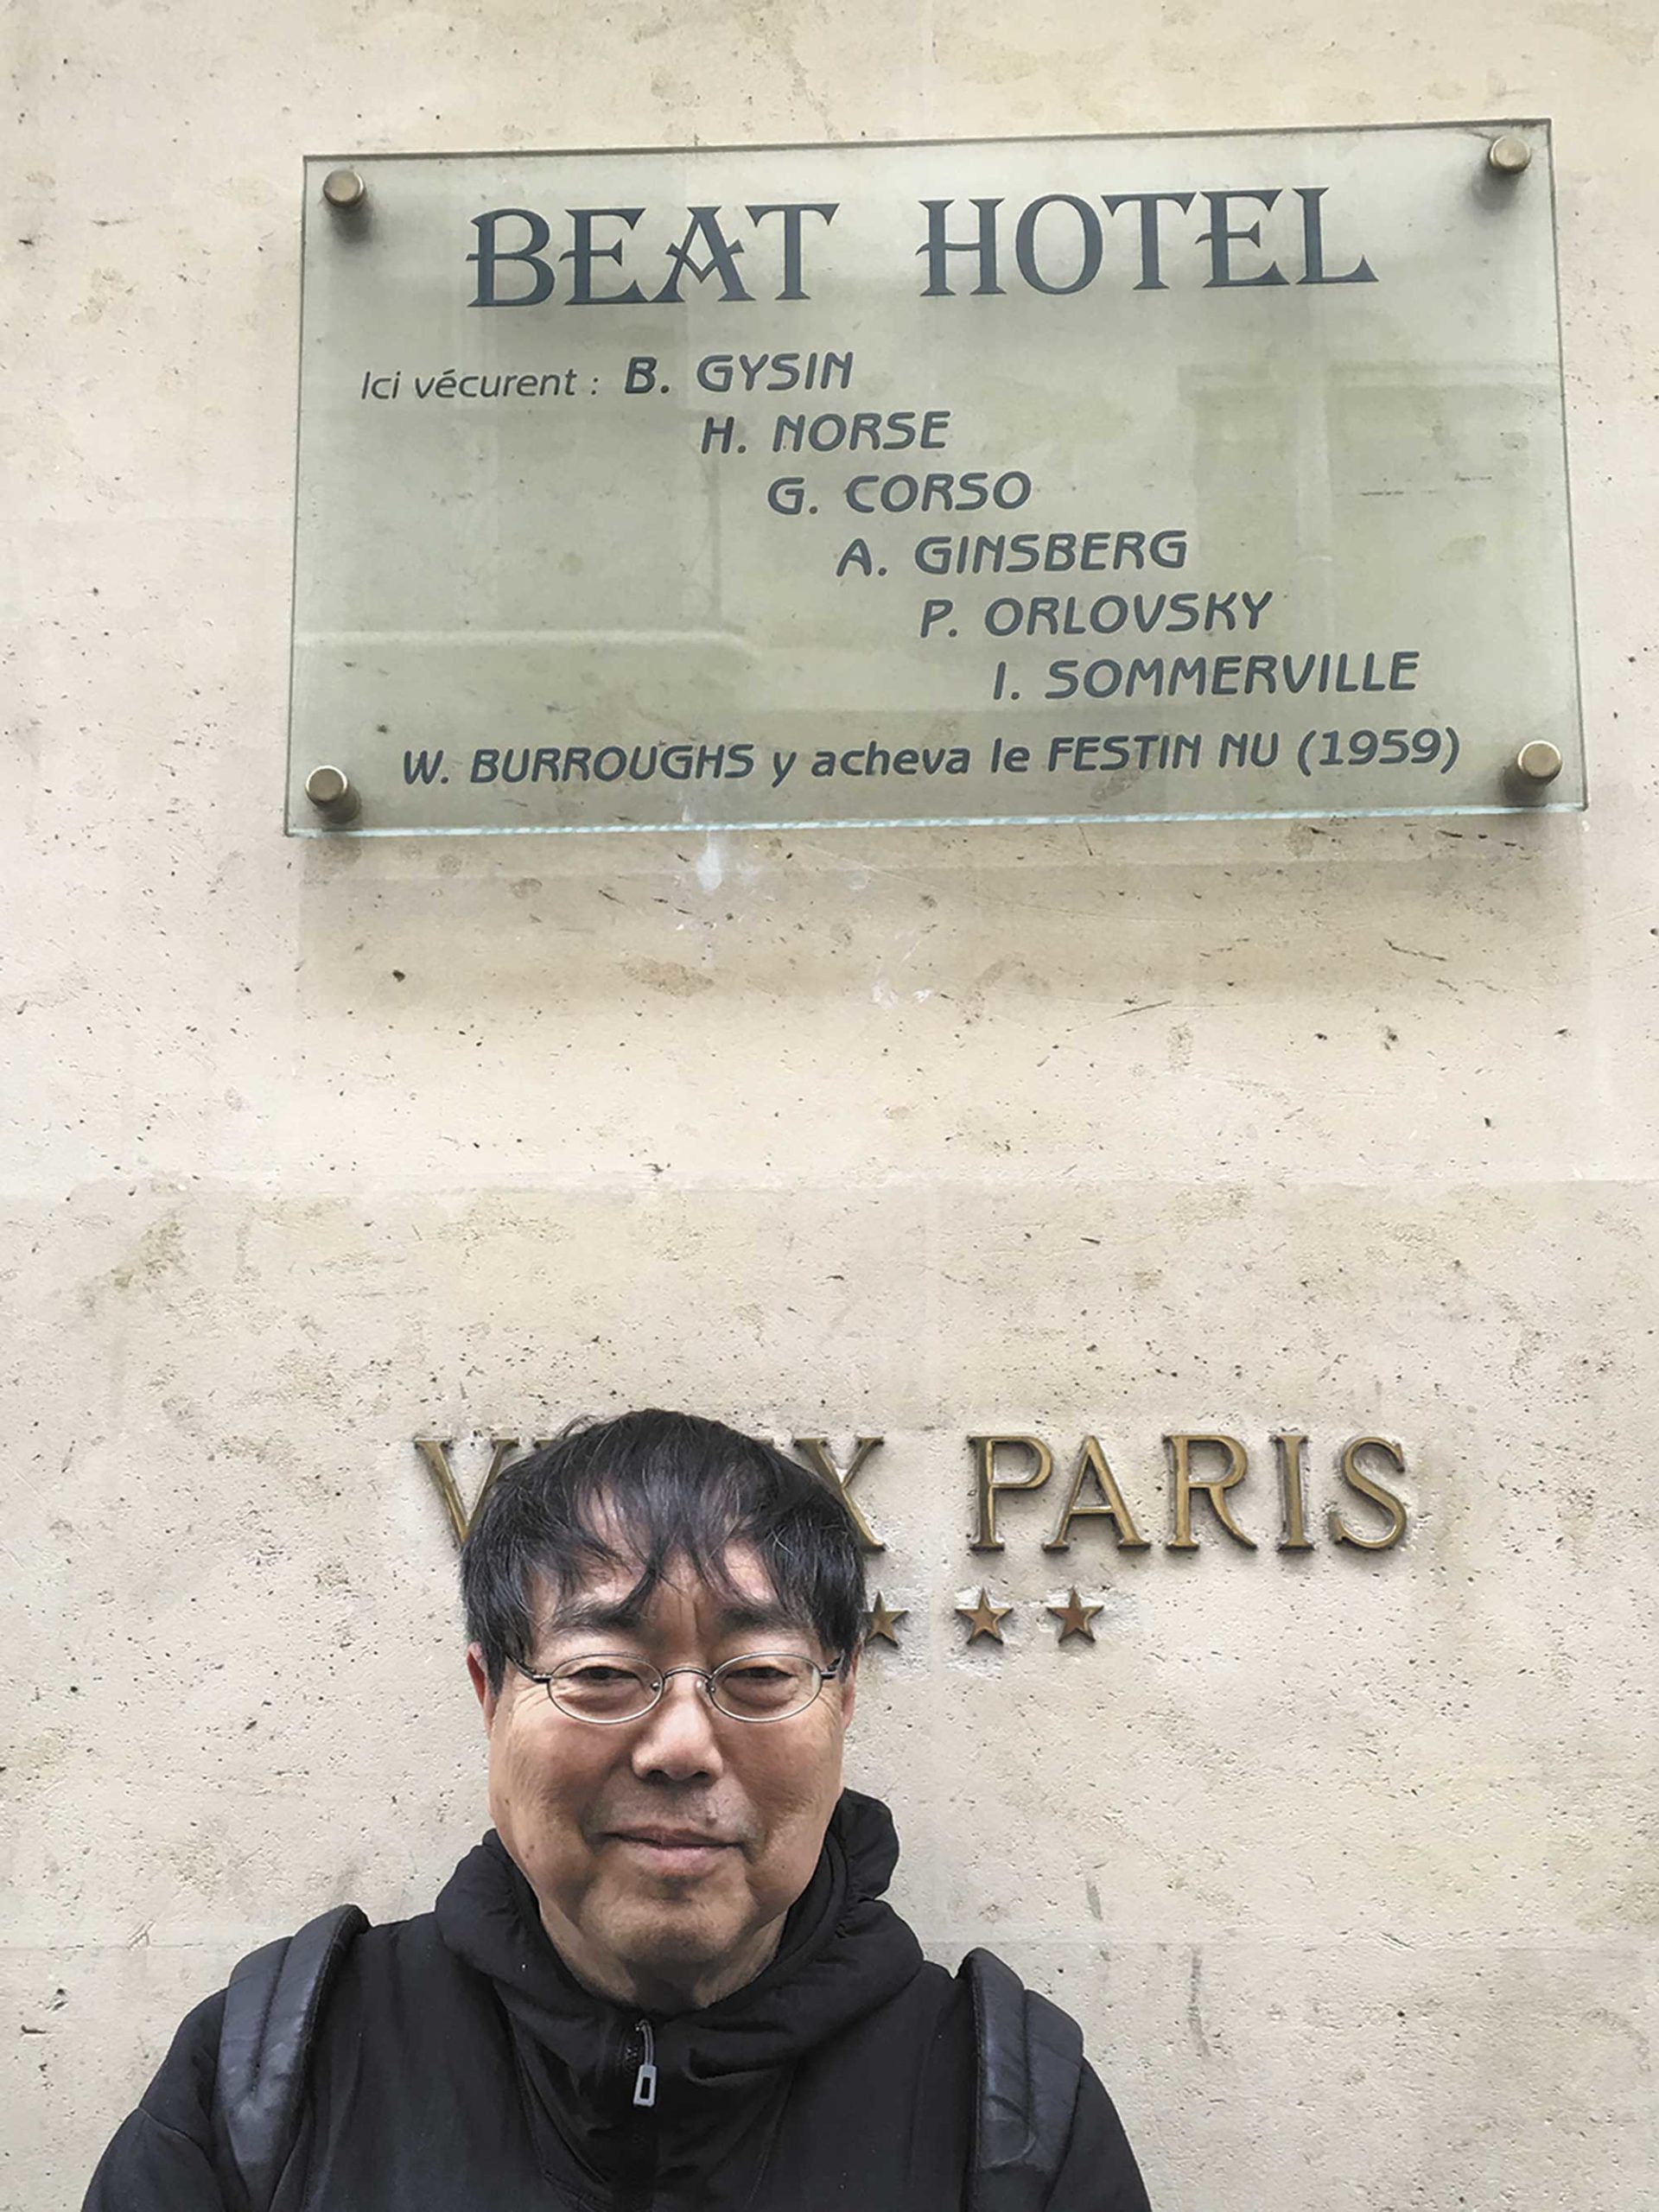 BEAT HOTEL
Ici vécurent : B. GYSIN
H. NORSE
G. CORSO
A. GINSBERG
P. ORLOVSKY
I. SOMMERVILLE
W. BURROUGHS y acheva le FESTIN NU (1959)
PARIS